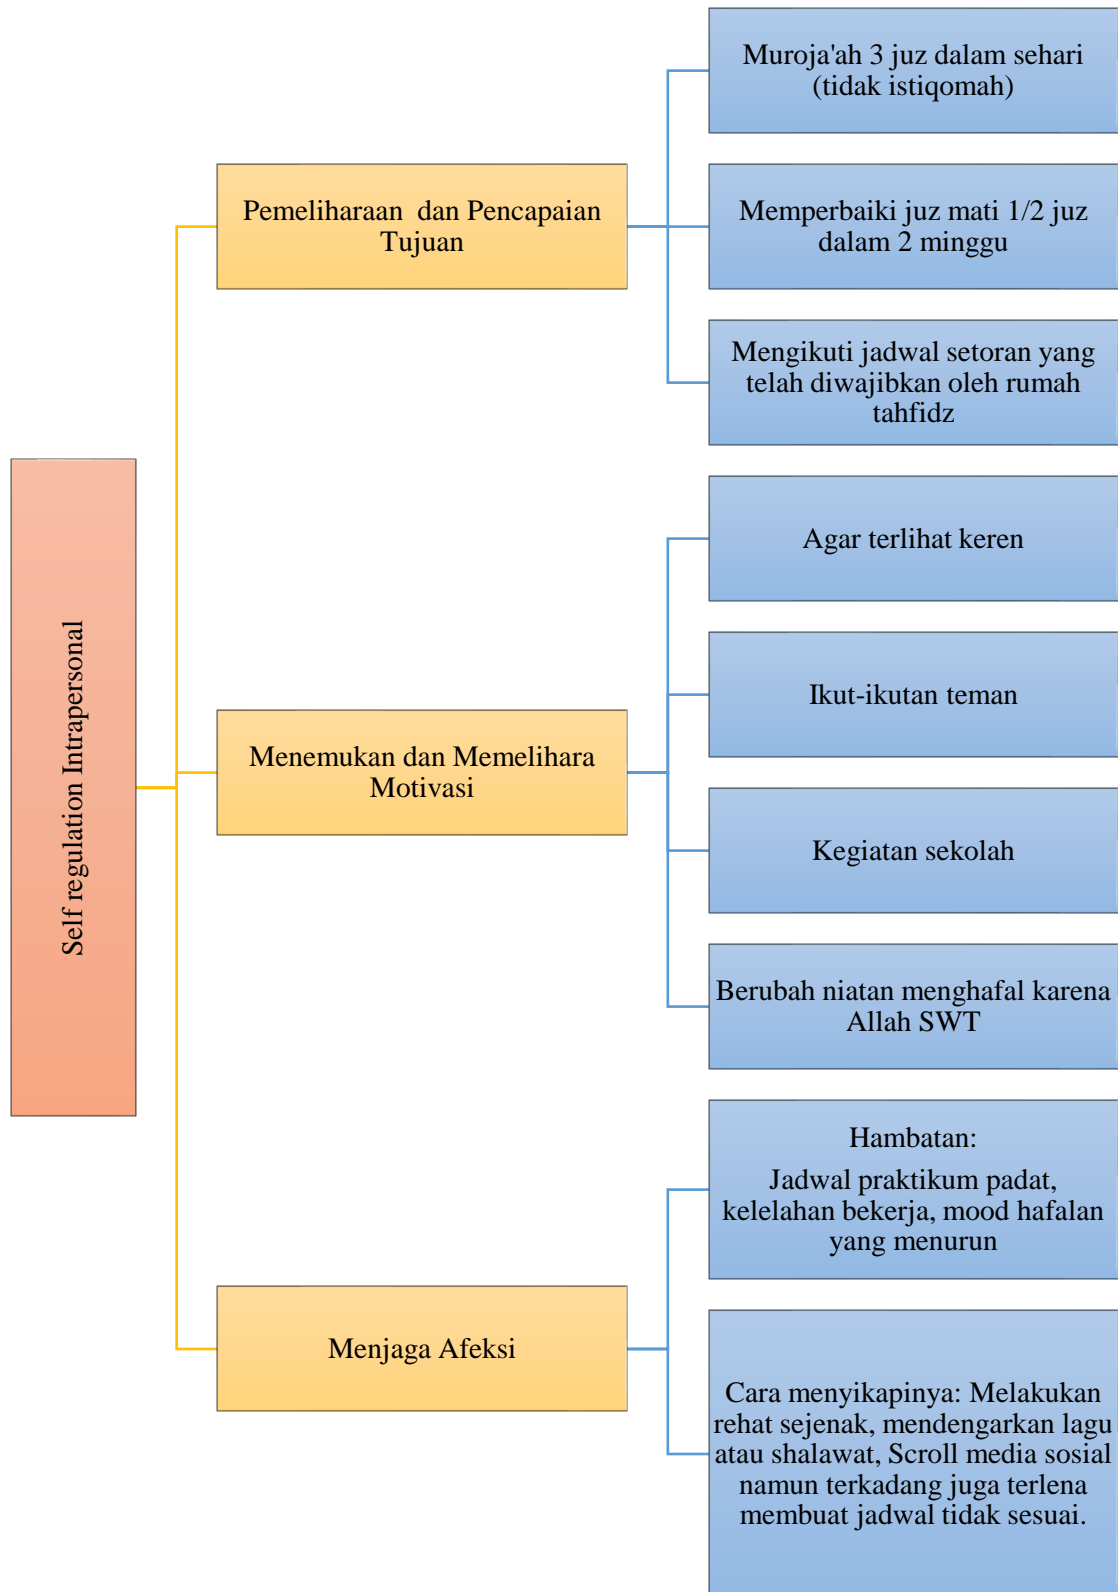 Self regulation Intrapersonal
Pemeliharaan dan Pencapaian
Tujuan
Muroja'ah 3 juz dalam sehari
(tidak istiqomah)
Memperbaiki juz mati 1/2 juz
dalam 2 minggu
Mengikuti jadwal setoran yang
telah diwajibkan oleh rumah
tahfidz
Menemukan dan Memelihara
Motivasi
Agar terlihat keren
Ikut-ikutan teman
Kegiatan sekolah
Berubah niatan menghafal karena
Allah SWT
Menjaga Afeksi
Hambatan:
Jadwal praktikum padat,
kelelahan bekerja, mood hafalan
yang menurun
Cara menyikapinya: Melakukan
rehat sejenak, mendengarkan lagu
atau shalawat, Scroll media sosial
namun terkadang juga terlena
membuat jadwal tidak sesuai.